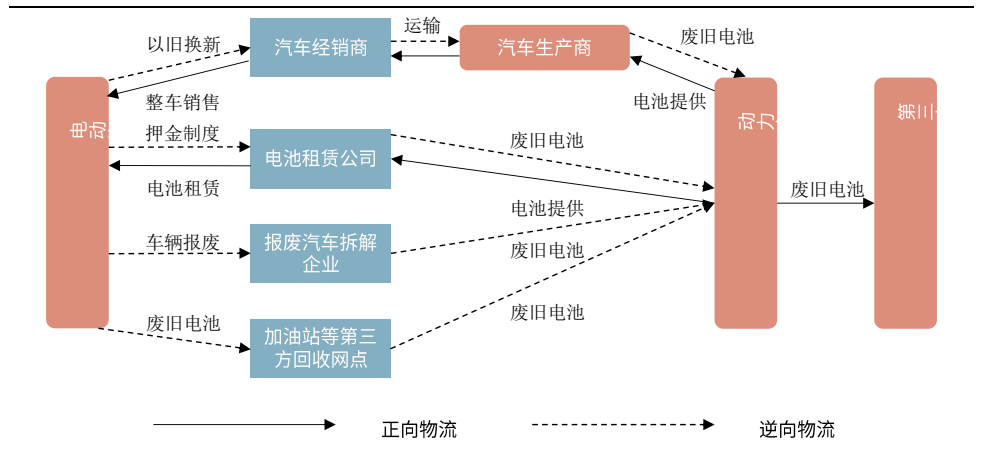 以旧换新
汽车经销商
运输
汽车生产商
废旧电池
整车销售
电池提供
电动
押金制度
电池租赁公司
废旧电池
动力
第三
电池租赁
废旧电池
电池提供
车辆报废
报废汽车拆解
企业
废旧电池
废旧电池
加油站等第三
方回收网点
废旧电池
正向物流
逆向物流